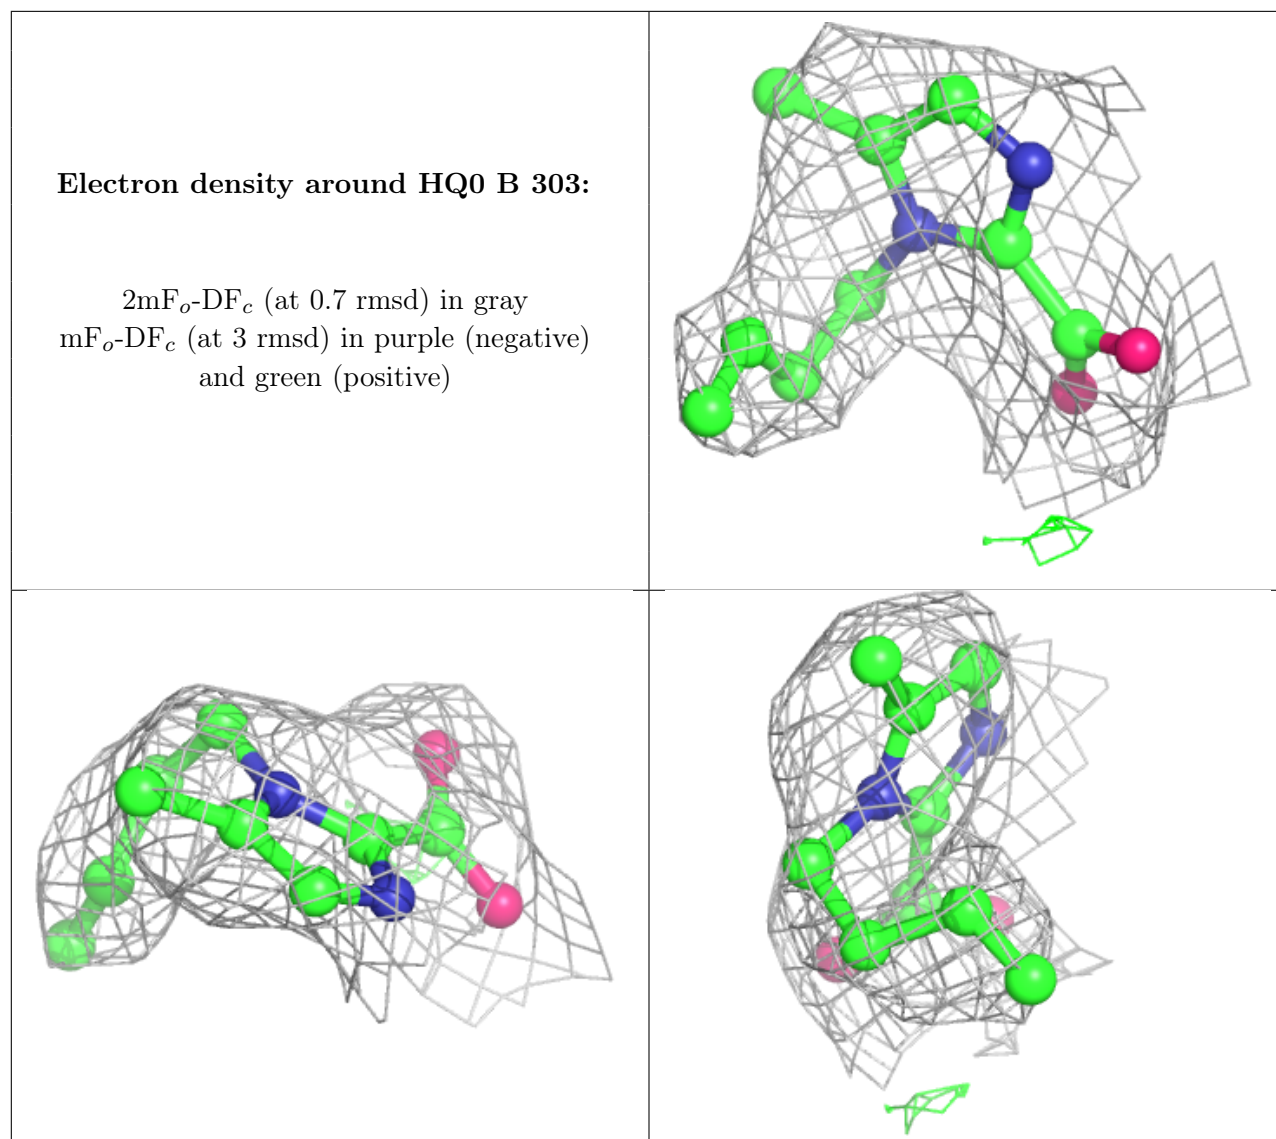 Electron density around HQ0 B 303:
2mFo-DFc (at 0.7 rmsd) in gray
mFo-DFc (at 3 rmsd) in purple (negative)
and green (positive)